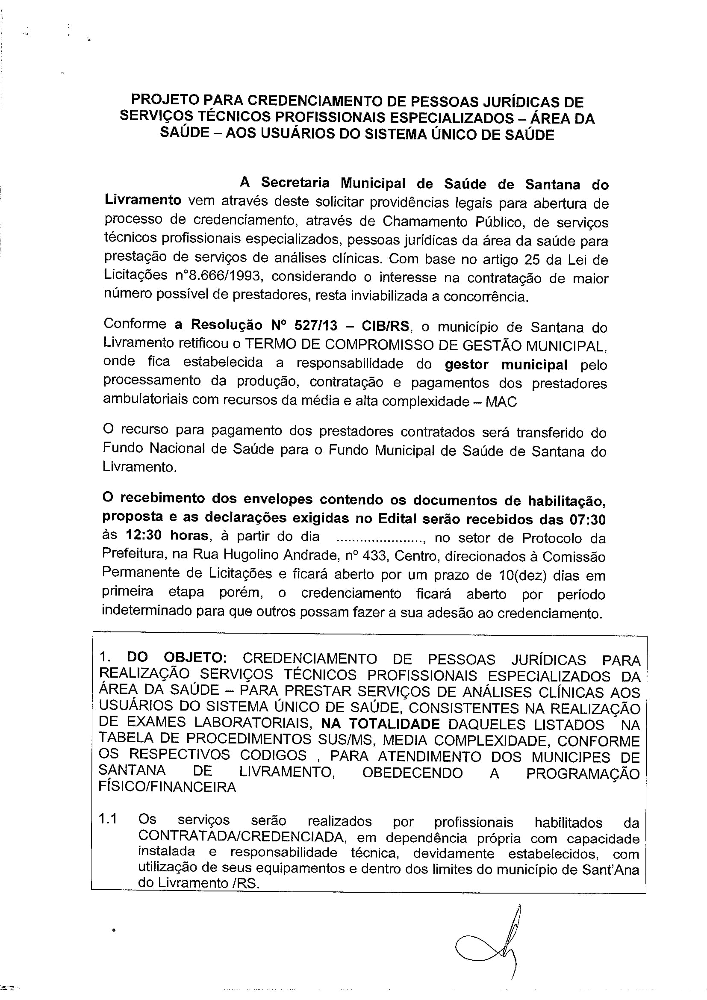 PROJETO PARA CREDENCIAMENTO DE PESSOAS JURÍDICAS DE
SERVIÇOS TÉCNICOS PROFISSIONAIS ESPECIALIZADOS – ÁREA DA
SAÚDE – AOS USUÁRIOS DO SISTEMA ÚNICO DE SAÚDE
A Secretaria Municipal de Saúde de Santana do
Livramento vem através deste solicitar providências legais para abertura de
processo de credenciamento, através de Chamamento Público, de serviços
técnicos profissionais especializados, pessoas jurídicas da área da saúde para
prestação de serviços de análises clínicas. Com base no artigo 25 da Lei de
Licitações n°8.666/1993, considerando o interesse na contratação de maior
número possível de prestadores, resta inviabilizada a concorrência.
Conforme a Resolução Nº 527/13 – CIB/RS, o município de Santana do
Livramento retificou o TERMO DE COMPROMISSO DE GESTÃO MUNICIPAL,
onde fica estabelecida a responsabilidade do gestor municipal pelo
processamento da produção, contratação e pagamentos dos prestadores
ambulatoriais com recursos da média e alta complexidade – MAC
O recurso para pagamento dos prestadores contratados será transferido do
Fundo Nacional de Saúde para o Fundo Municipal de Saúde de Santana do
Livramento.
O recebimento dos envelopes contendo os documentos de habilitação,
proposta e as declarações exigidas no Edital serão recebidos das 07:30
às 12:30 horas, à partir do dia ......................, no setor de Protocolo da
Prefeitura, na Rua Hugolino Andrade, nº 433, Centro, direcionados à Comissão
Permanente de Licitações e ficará aberto por um prazo de 10(dez) dias em
primeira etapa porém, o credenciamento ficará aberto por período
indeterminado para que outros possam fazer a sua adesão ao credenciamento.
1. DO OBJETO: CREDENCIAMENTO DE PESSOAS JURÍDICAS PARA
REALIZAÇÃO SERVIÇOS TÉCNICOS PROFISSIONAIS ESPECIALIZADOS DA
ÁREA DA SAÚDE – PARA PRESTAR SERVIÇOS DE ANÁLISES CLÍNICAS AOS
USUÁRIOS DO SISTEMA ÚNICO DE SAÚDE, CONSISTENTES NA REALIZAÇÃO
DE EXAMES LABORATORIAIS, NA TOTALIDADE DAQUELES LISTADOS NA
TABELA DE PROCEDIMENTOS SUS/MS, MEDIA COMPLEXIDADE, CONFORME
OS RESPECTIVOS CODIGOS , PARA ATENDIMENTO DOS MUNICIPES DE
SANTANA DE LIVRAMENTO, OBEDECENDO A PROGRAMAÇÃO
FÍSICO/FINANCEIRA
1.1 Os serviços serão realizados por profissionais habilitados da
CONTRATADA/CREDENCIADA, em dependência própria com capacidade
instalada e responsabilidade técnica, devidamente estabelecidos, com
utilização de seus equipamentos e dentro dos limites do município de Sant'Ana
do Livramento /RS.